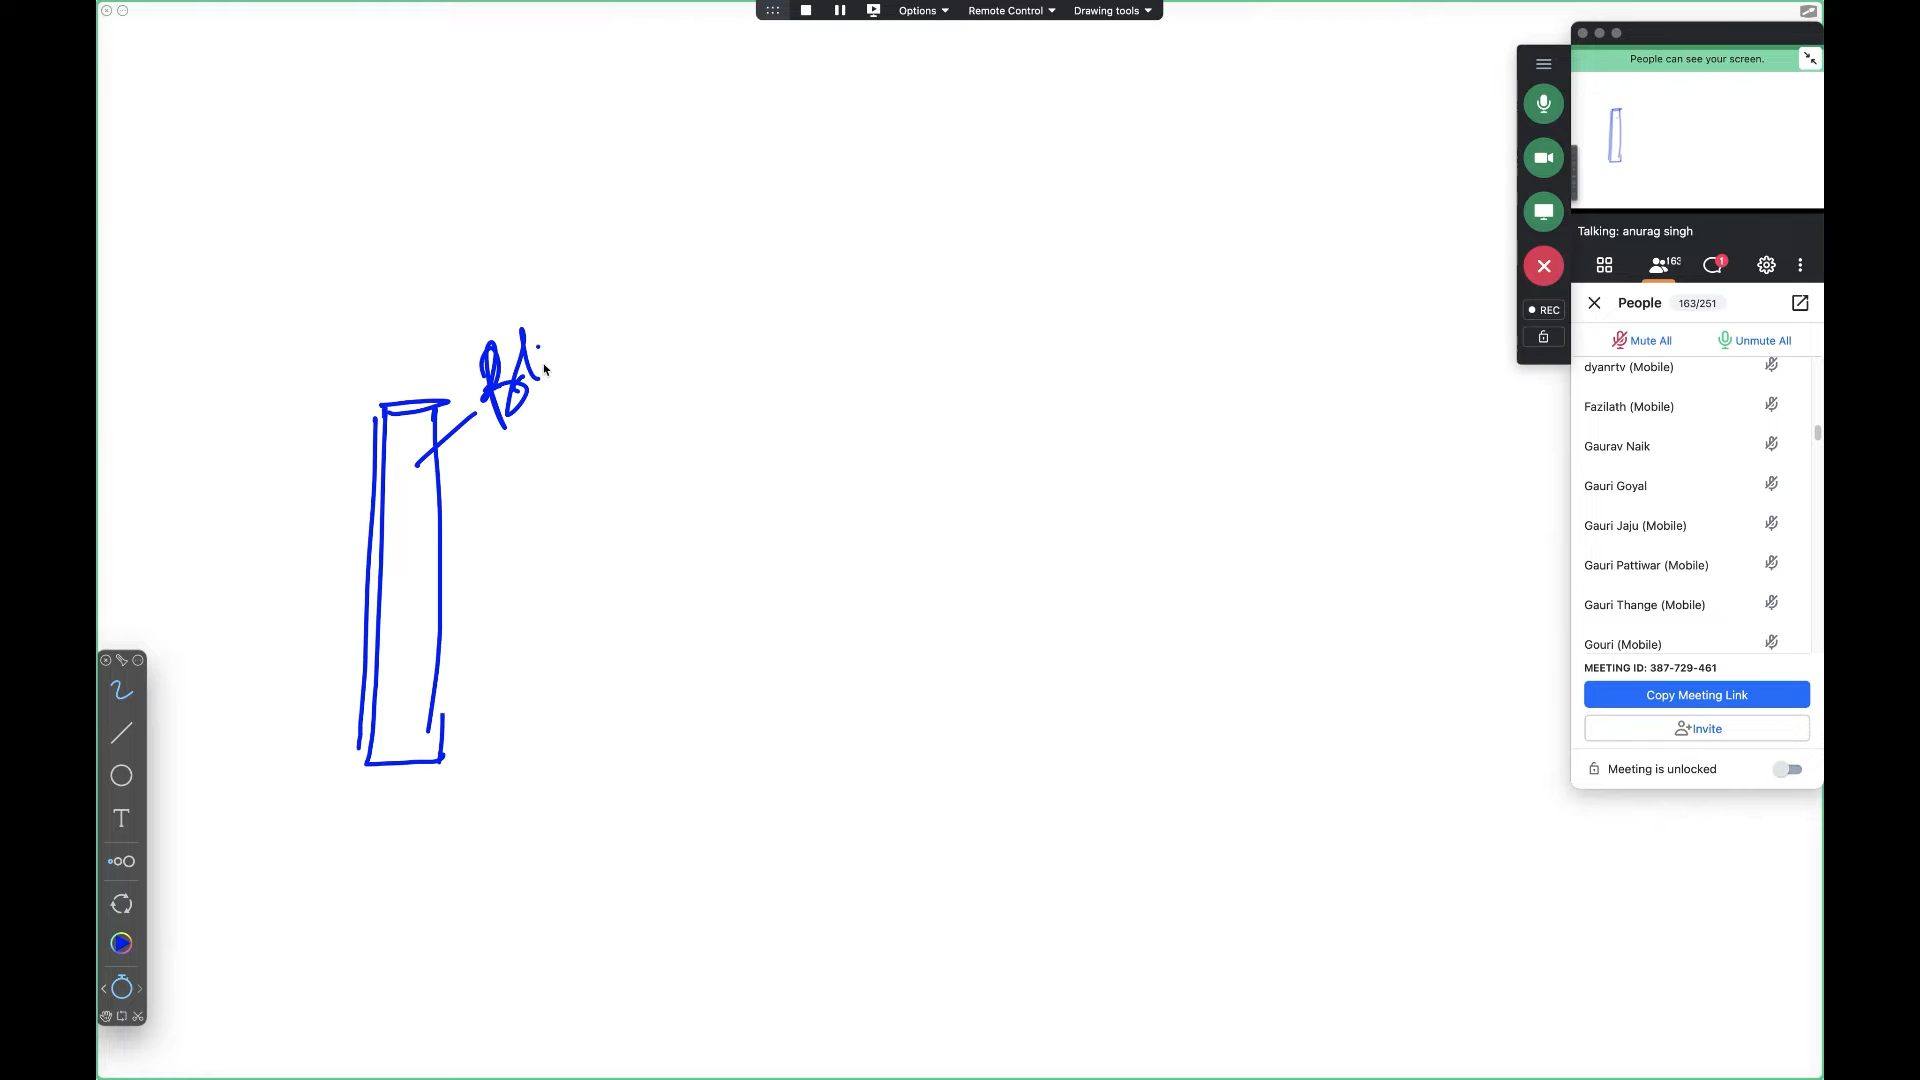 Options
Remote Control
Drawing tools
People can see your screen.
Talking: anurag singh
163
1
People 163/251
Mute All
Unmute All
dyanrtv (Mobile)
Fazilath (Mobile)
Gaurav Naik
Gauri Goyal
Gauri Jaju (Mobile)
Gauri Pattiwar (Mobile)
Gauri Thange (Mobile)
Gouri (Mobile)
MEETING ID: 387-729-461
Copy Meeting Link
Invite
Meeting is unlocked
REC
T